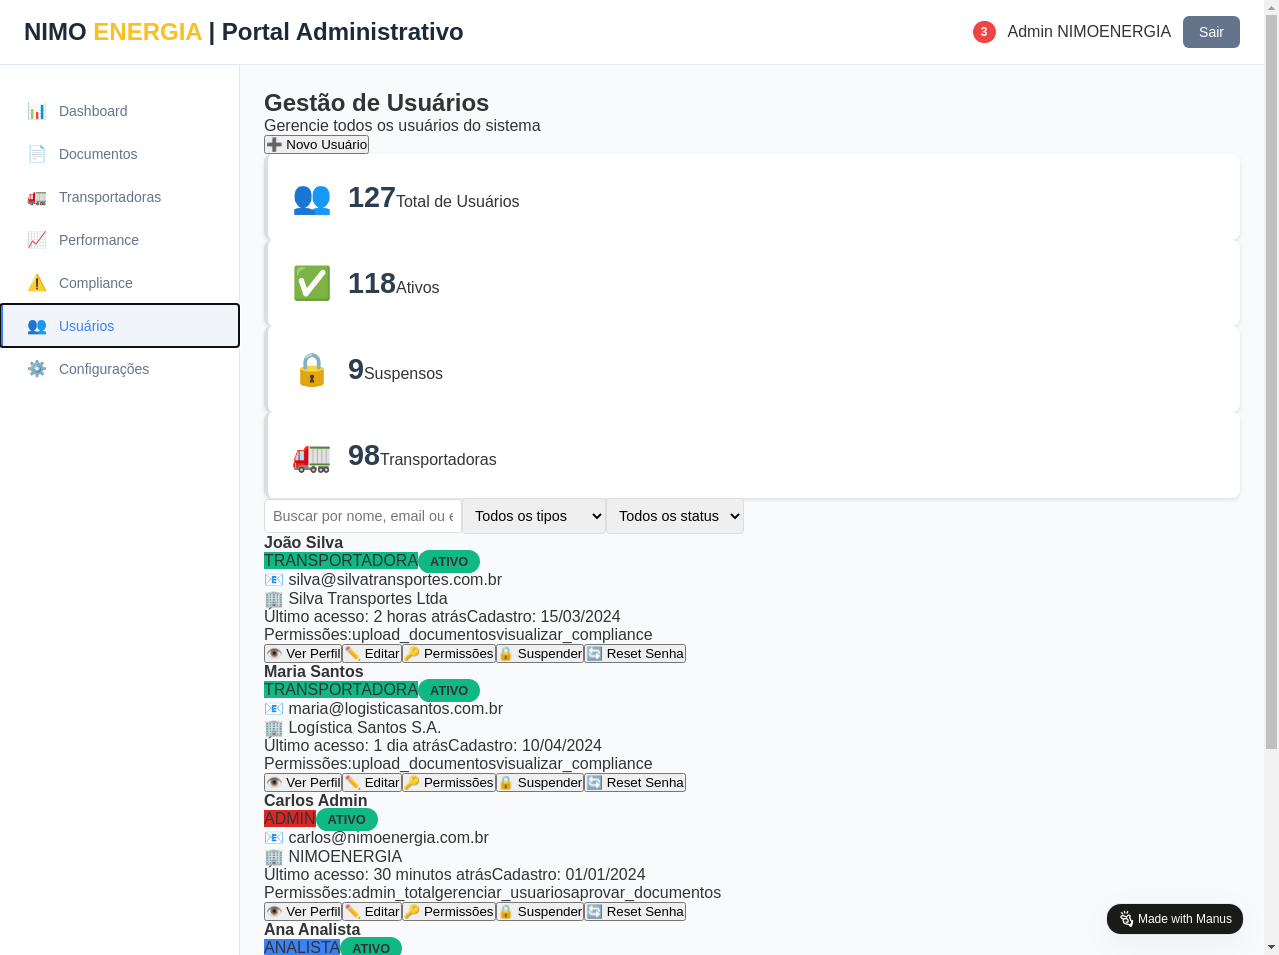 NIMO ENERGIA | Portal Administrativo
3 Admin NIMOENERGIA Sair
Dashboard
Documentos
Transportadoras
Performance
Compliance
Usuários
Configurações
Gestão de Usuários
Gerencie todos os usuários do sistema
➕ Novo Usuário
127Total de Usuários
118Ativos
9Suspensos
98Transportadoras
Buscar por nome, email ou e Todos os tipos Todos os status
João Silva
TRANSPORTADORA ATIVO
📧 silva@silvatransportes.com.br
🏢 Silva Transportes Ltda
Último acesso: 2 horas atrásCadastro: 15/03/2024
Permissões:upload_documentosvisualizar_compliance
👁️ Ver Perfil ✏️ Editar 🔑 Permissões 🔒 Suspender 🔄 Reset Senha
Maria Santos
TRANSPORTADORA ATIVO
📧 maria@logisticasantos.com.br
🏢 Logística Santos S.A.
Último acesso: 1 dia atrásCadastro: 10/04/2024
Permissões:upload_documentosvisualizar_compliance
👁️ Ver Perfil ✏️ Editar 🔑 Permissões 🔒 Suspender 🔄 Reset Senha
Carlos Admin
ADMIN ATIVO
📧 carlos@nimoenergia.com.br
🏢 NIMOENERGIA
Último acesso: 30 minutos atrásCadastro: 01/01/2024
Permissões:admin_totalgerenciar_usuariosaprovar_documentos
👁️ Ver Perfil ✏️ Editar 🔑 Permissões 🔒 Suspender 🔄 Reset Senha
Ana Analista
ANALISTA ATIVO
Made with Manus